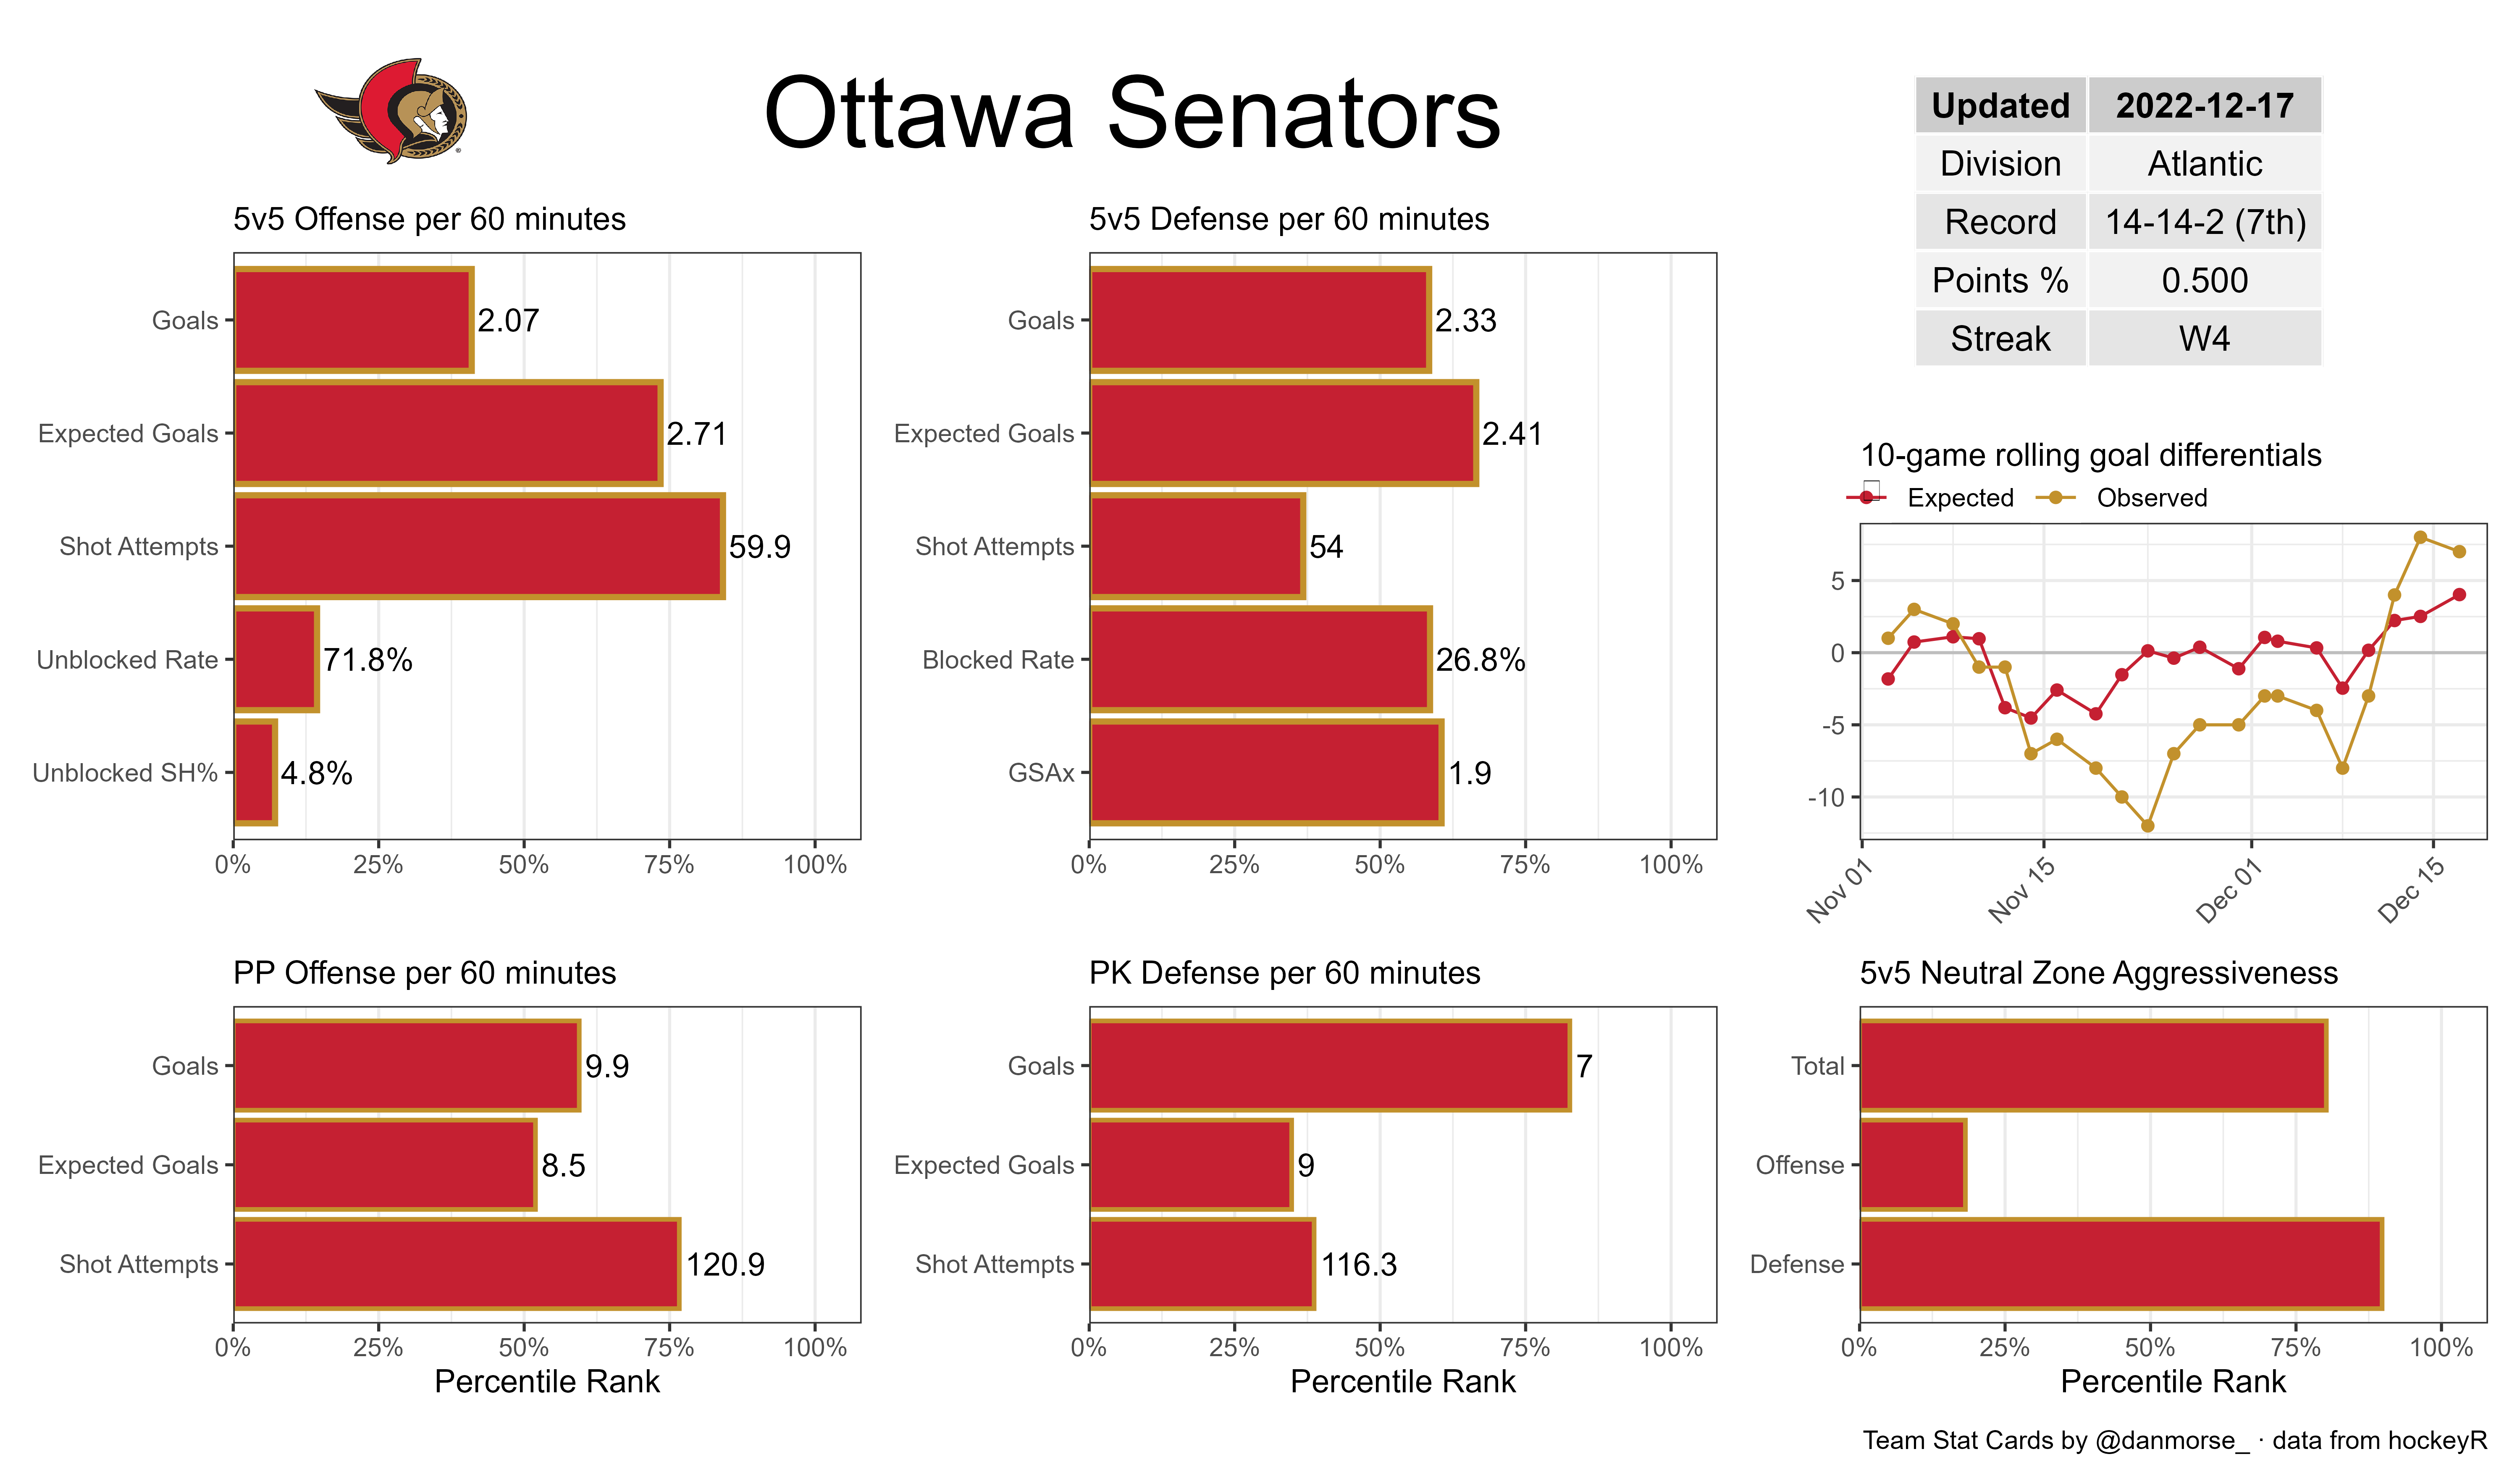 Ottawa Senators
Updated 2022-12-17
Division Atlantic
Record 14-14-2 (7th)
Points % 0.500
Streak W4
5v5 Offense per 60 minutes
Goals 2.07
Expected Goals 2.71
Shot Attempts 59.9
Unblocked Rate 71.8%
Unblocked SH% 4.8%
0% 25% 50% 75% 100%
5v5 Defense per 60 minutes
Goals 2.33
Expected Goals 2.41
Shot Attempts 54
Blocked Rate 26.8%
GSAx 1.9
0% 25% 50% 75% 100%
10-game rolling goal differentials
Expected Observed
5
0
-5
-10
Nov 01 Nov 15 Dec 01 Dec 15
PP Offense per 60 minutes
Goals 9.9
Expected Goals 8.5
Shot Attempts 120.9
0% 25% 50% 75% 100%
Percentile Rank
PK Defense per 60 minutes
Goals 7
Expected Goals 9
Shot Attempts 116.3
0% 25% 50% 75% 100%
Percentile Rank
5v5 Neutral Zone Aggressiveness
Total
Offense
Defense
0% 25% 50% 75% 100%
Percentile Rank
Team Stat Cards by @danmorse_ · data from hockeyR